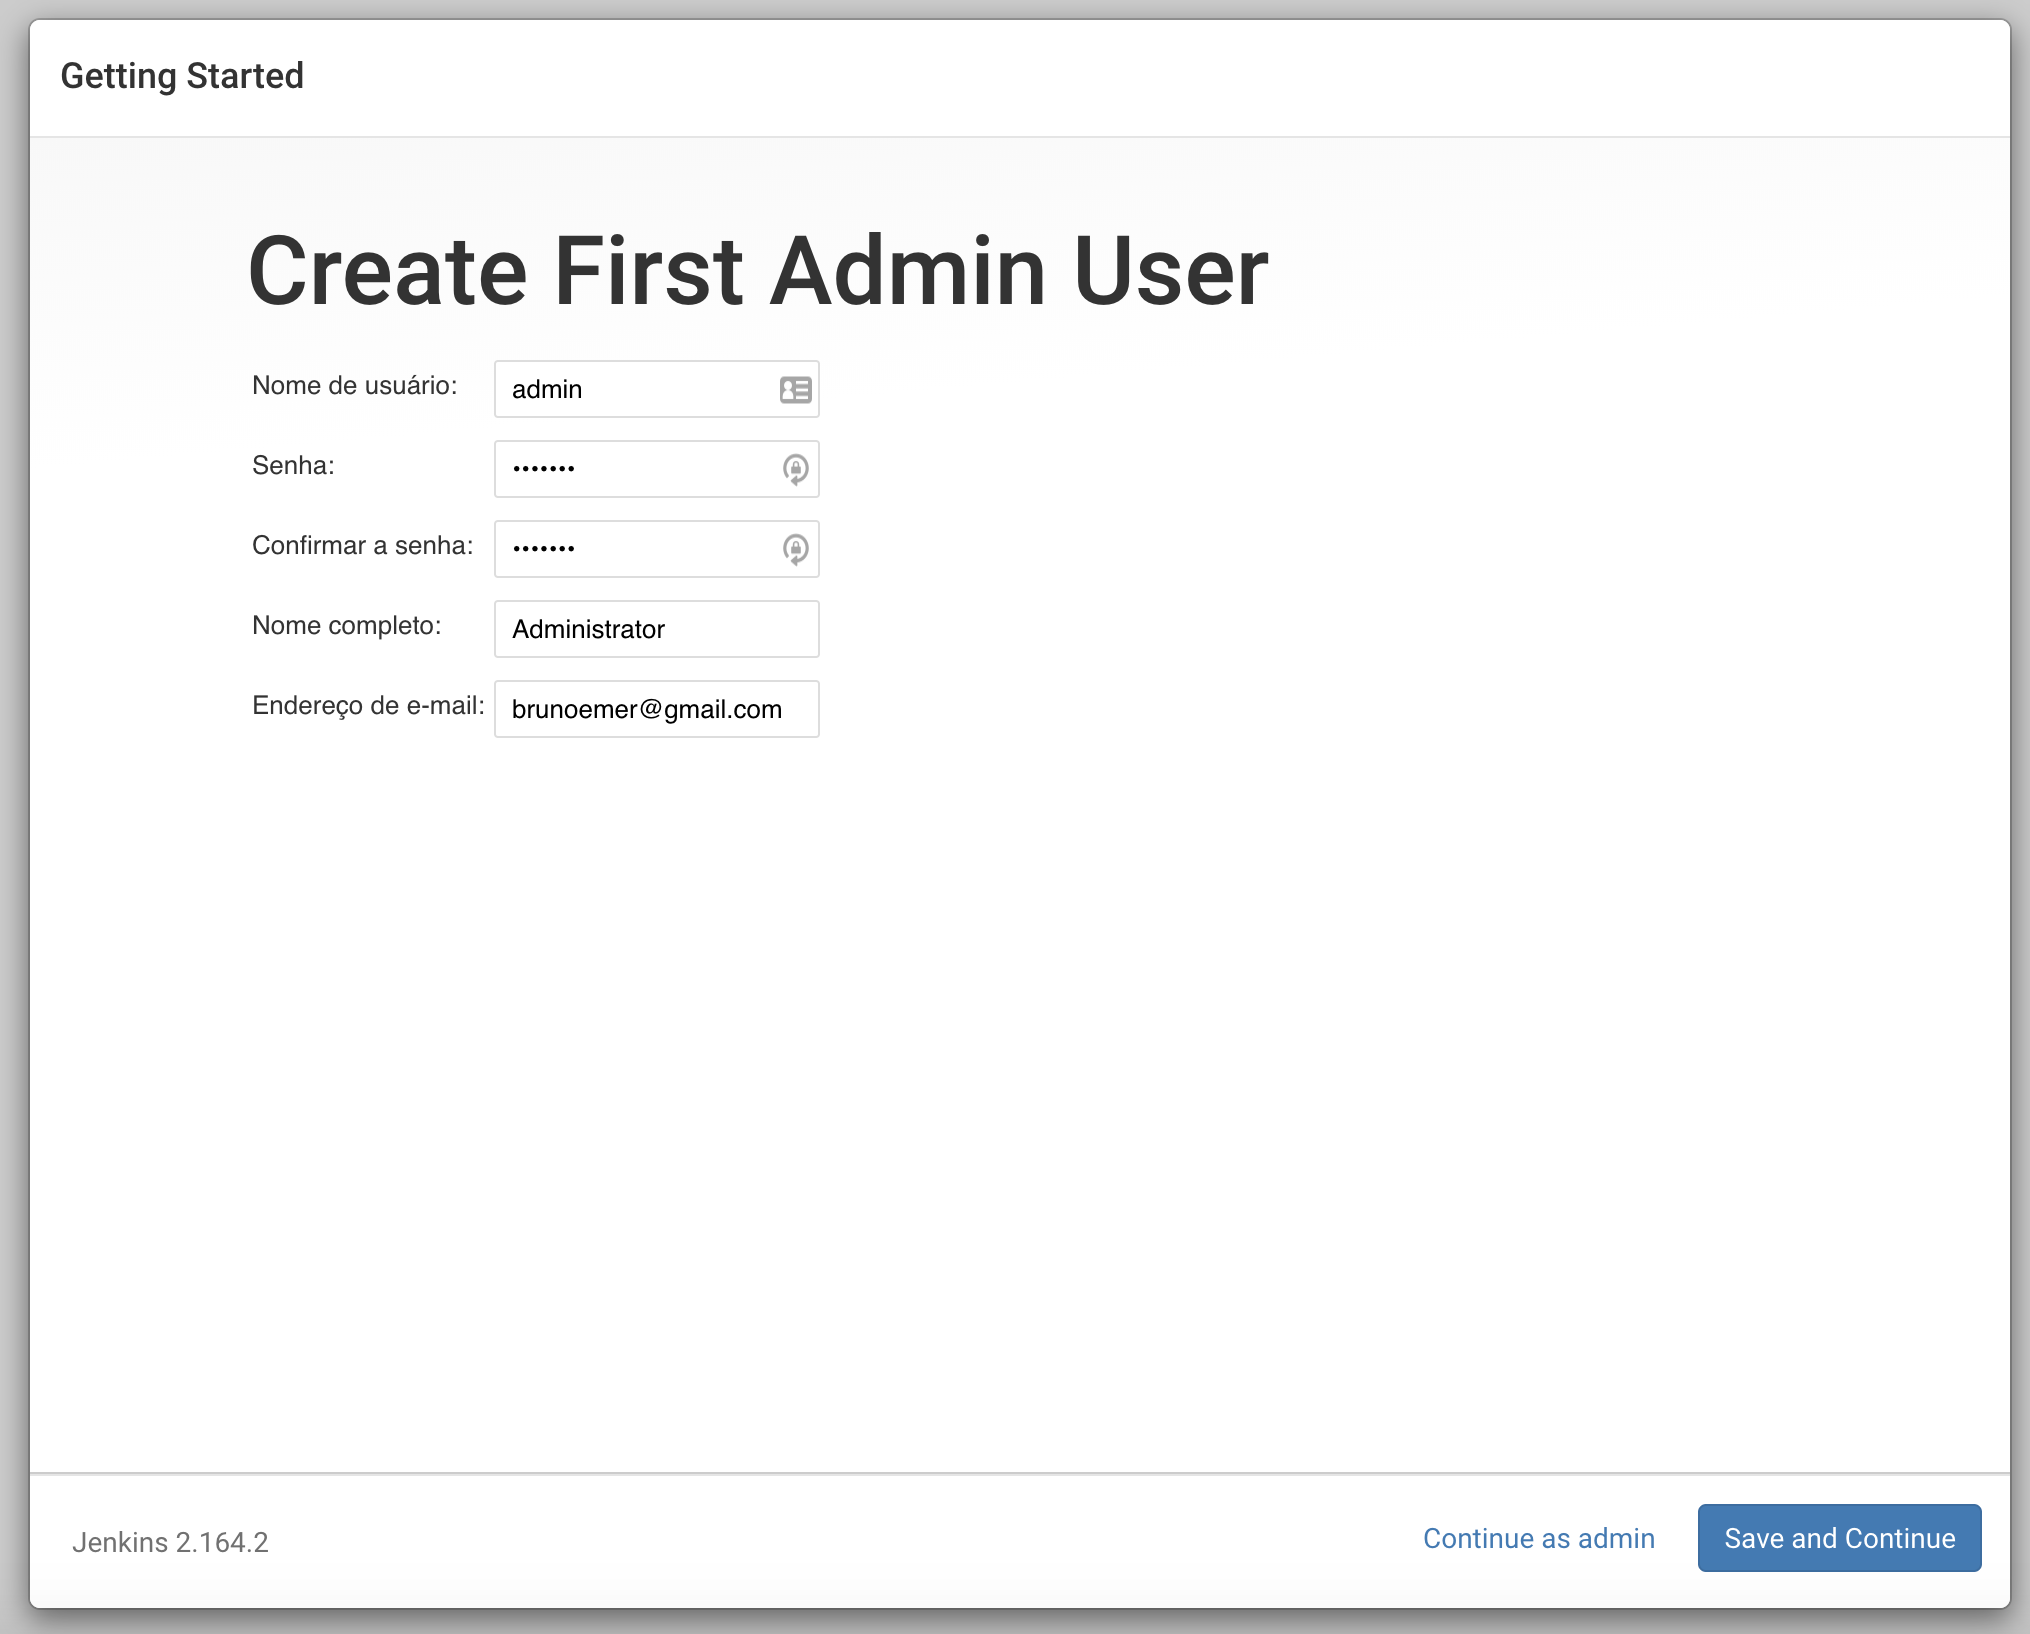 Getting Started
Create First Admin User
Nome de usuário: admin
Senha: •••••••
Confirmar a senha: •••••••
Nome completo: Administrator
Endereço de e-mail: brunoemer@gmail.com
Jenkins 2.164.2 Continue as admin Save and Continue